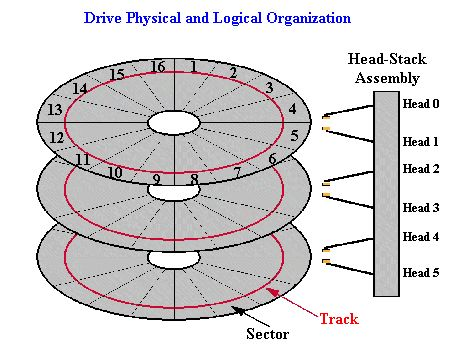 Drive Physical and Logical Organization
Head-Stack
Assembly
16 1
15 2
14 3
13 4
12 5
11 6
10 9 8 7
Head 0
Head 1
Head 2
Head 3
Head 4
Head 5
Track
Sector